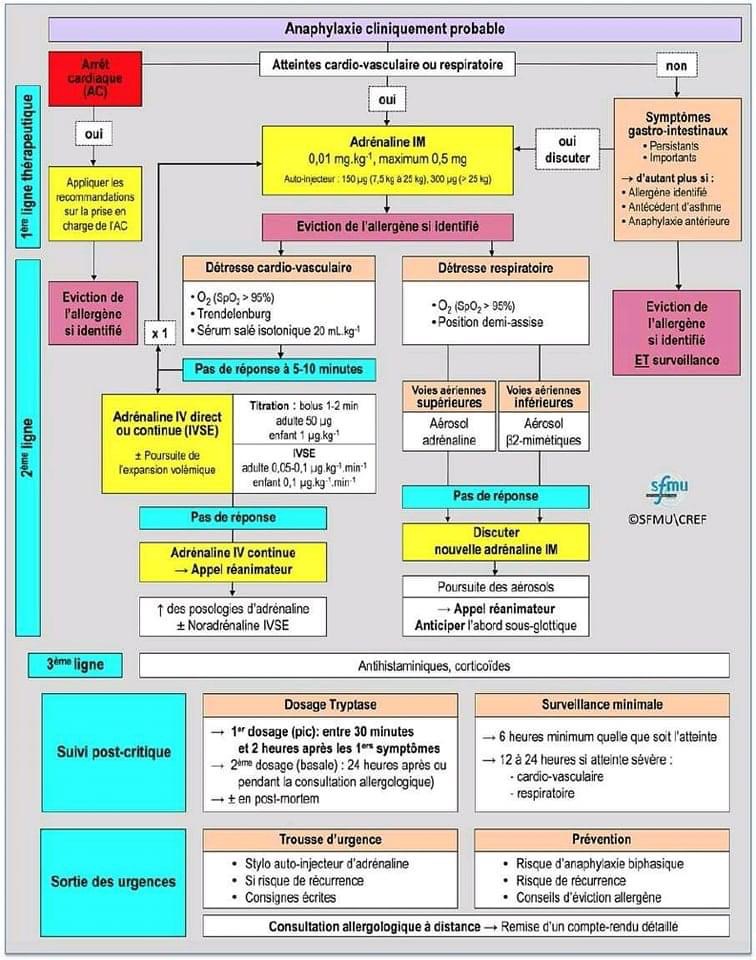 Anaphylaxie cliniquement probable
Arrêt
cardiaque
(AC)
Atteintes cardio-vasculaire ou respiratoire
non
oui
oui
1ère ligne thérapeutique
Adrénaline IM
0,01 mg.kg-1, maximum 0,5 mg
Auto-injecteur : 150 µg (7,5 kg à 25 kg), 300 µg (> 25 kg)
oui
discuter
Symptômes
gastro-intestinaux
• Persistants
• Importants
→ d'autant plus si :
• Allergène identifié
• Antécédent d'asthme
• Anaphylaxie antérieure
Appliquer les
recommandations
sur la prise en
charge de l'AC
Eviction de l'allergène si identifié
2ème ligne
Eviction de
l'allergène
si identifié
x 1
Détresse cardio-vasculaire
• O2 (SpO2 > 95%)
• Trendelenburg
• Sérum salé isotonique 20 mL.kg-1
Détresse respiratoire
• O2 (SpO2 > 95%)
• Position demi-assise
Eviction de
l'allergène
si identifié
ET surveillance
Pas de réponse à 5-10 minutes
Adrénaline IV direct
ou continue (IVSE)
± Poursuite de
l'expansion volémique
Titration : bolus 1-2 min
adulte 50 µg
enfant 1 µg.kg-1
IVSE
adulte 0,05-0,1 µg.kg-1.min-1
enfant 0,1 µg.kg-1.min-1
Voies aériennes
supérieures
Aérosol
adrénaline
Voies aériennes
inférieures
Aérosol
β2-mimétiques
Pas de réponse
Pas de réponse
sfmu
©SFMU\CREF
Adrénaline IV continue
→ Appel réanimateur
Discuter
nouvelle adrénaline IM
↑ des posologies d'adrénaline
± Noradrénaline IVSE
Poursuite des aérosols
→ Appel réanimateur
Anticiper l'abord sous-glottique
3ème ligne
Antihistaminiques, corticoïdes
Suivi post-critique
Dosage Tryptase
→ 1er dosage (pic): entre 30 minutes
et 2 heures après les 1ers symptômes
→ 2ème dosage (basale) : 24 heures après ou
pendant la consultation allergologique)
→ ± en post-mortem
Surveillance minimale
→ 6 heures minimum quelle que soit l'atteinte
→ 12 à 24 heures si atteinte sévère :
- cardio-vasculaire
- respiratoire
Sortie des urgences
Trousse d'urgence
• Stylo auto-injecteur d'adrénaline
• Si risque de récurrence
• Consignes écrites
Prévention
• Risque d'anaphylaxie biphasique
• Risque de récurrence
• Conseils d'éviction allergène
Consultation allergologique à distance → Remise d'un compte-rendu détaillé